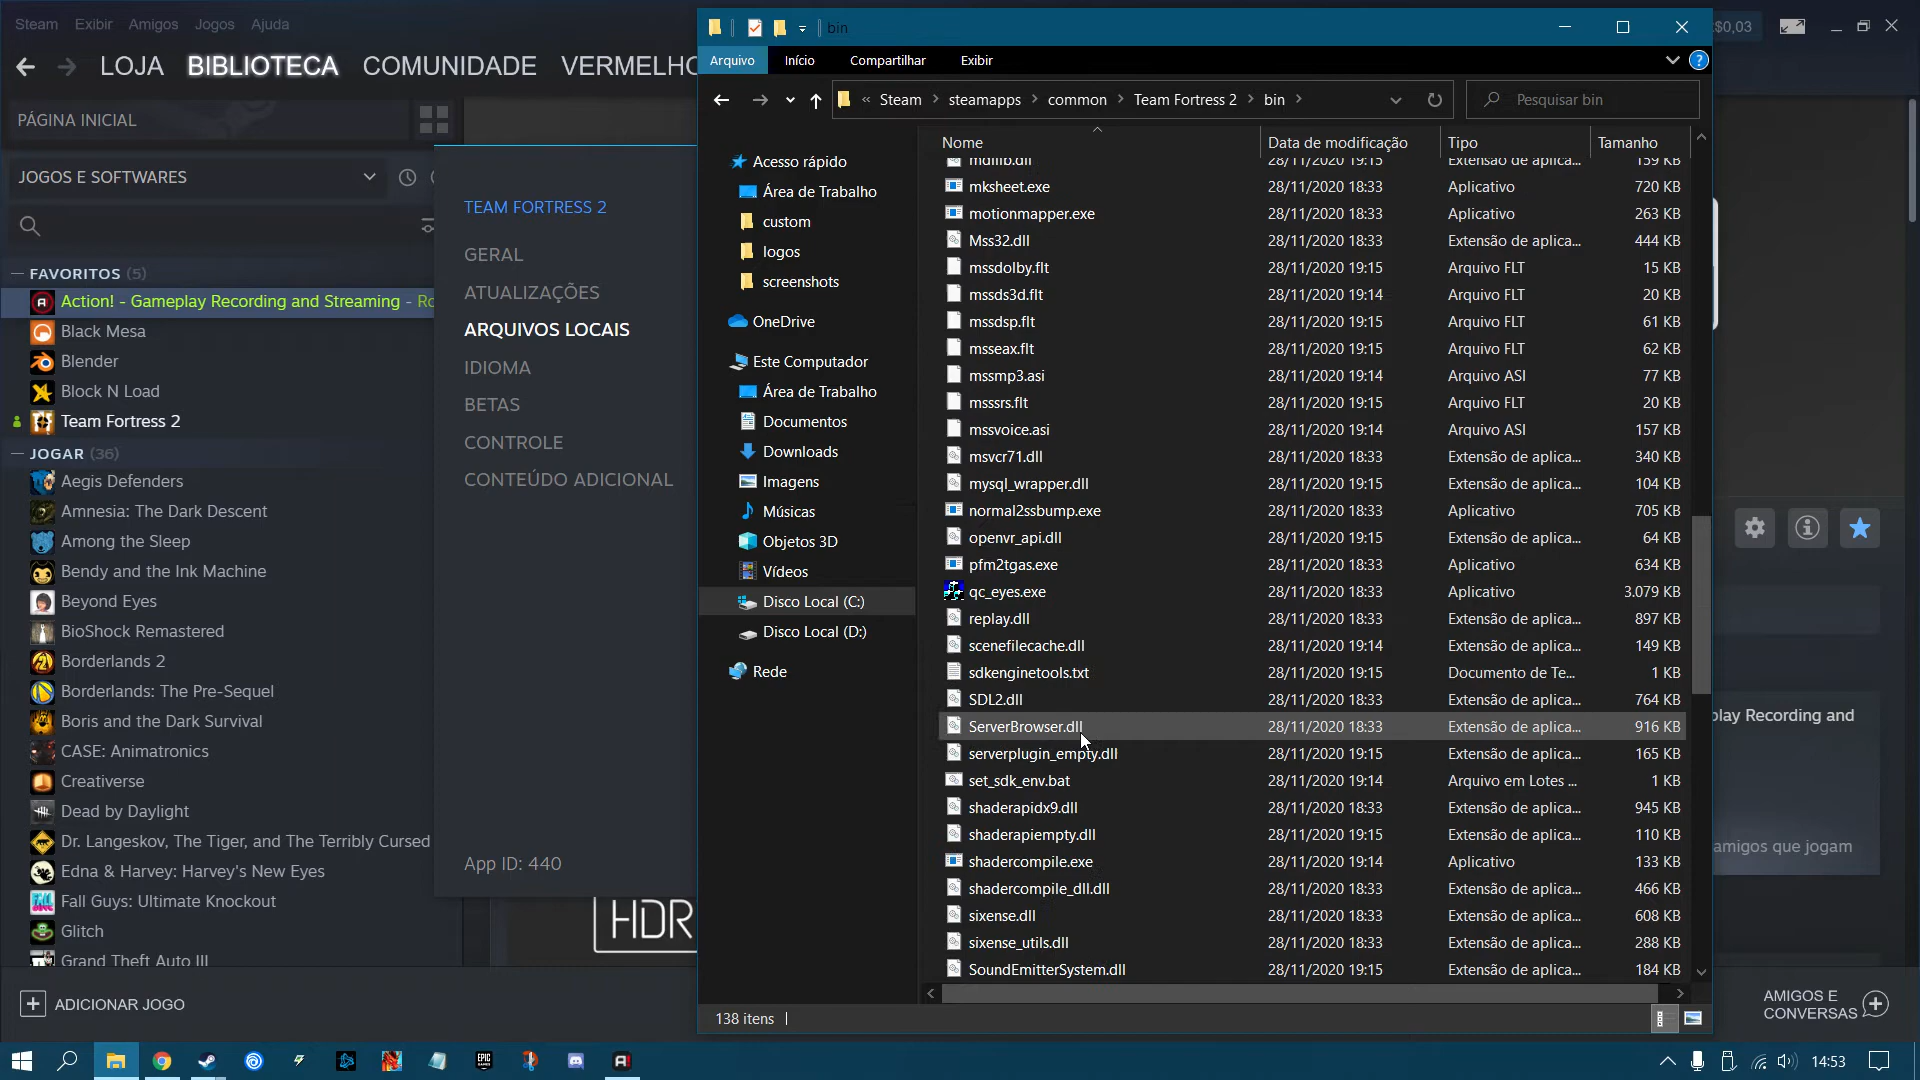 Steam Exibir Amigos Jogos Ajuda
LOJA BIBLIOTECA COMUNIDADE VERMELHO
PÁGINA INICIAL
JOGOS E SOFTWARES
FAVORITOS (5)
Action! - Gameplay Recording and Streaming - Ro
Black Mesa
Blender
Block N Load
Team Fortress 2
JOGAR (36)
Aegis Defenders
Amnesia: The Dark Descent
Among the Sleep
Bendy and the Ink Machine
Beyond Eyes
BioShock Remastered
Borderlands 2
Borderlands: The Pre-Sequel
Boris and the Dark Survival
CASE: Animatronics
Creativerse
Dead by Daylight
Dr. Langeskov, The Tiger, and The Terribly Cursed
Edna & Harvey: Harvey's New Eyes
Fall Guys: Ultimate Knockout
Glitch
Grand Theft Auto III
ADICIONAR JOGO
TEAM FORTRESS 2
GERAL
ATUALIZAÇÕES
ARQUIVOS LOCAIS
IDIOMA
BETAS
CONTROLE
CONTEÚDO ADICIONAL
App ID: 440
HDR
bin
Arquivo Início Compartilhar Exibir
« Steam steamapps common Team Fortress 2 bin
Pesquisar bin
Acesso rápido
Área de Trabalho
custom
logos
screenshots
OneDrive
Este Computador
Área de Trabalho
Documentos
Downloads
Imagens
Músicas
Objetos 3D
Vídeos
Disco Local (C:)
Disco Local (D:)
Rede
Nome Data de modificação Tipo Tamanho
mdllib.dll 28/11/2020 19:15 Extensão de aplica... 159 KB
mksheet.exe 28/11/2020 18:33 Aplicativo 720 KB
motionmapper.exe 28/11/2020 18:33 Aplicativo 263 KB
Mss32.dll 28/11/2020 18:33 Extensão de aplica... 444 KB
mssdolby.flt 28/11/2020 19:15 Arquivo FLT 15 KB
mssds3d.flt 28/11/2020 19:14 Arquivo FLT 20 KB
mssdsp.flt 28/11/2020 19:15 Arquivo FLT 61 KB
msseax.flt 28/11/2020 19:15 Arquivo FLT 62 KB
mssmp3.asi 28/11/2020 19:14 Arquivo ASI 77 KB
msssrs.flt 28/11/2020 19:15 Arquivo FLT 20 KB
mssvoice.asi 28/11/2020 19:14 Arquivo ASI 157 KB
msvcr71.dll 28/11/2020 18:33 Extensão de aplica... 340 KB
mysql_wrapper.dll 28/11/2020 19:15 Extensão de aplica... 104 KB
normal2ssbump.exe 28/11/2020 18:33 Aplicativo 705 KB
openvr_api.dll 28/11/2020 19:15 Extensão de aplica... 64 KB
pfm2tgas.exe 28/11/2020 18:33 Aplicativo 634 KB
qc_eyes.exe 28/11/2020 18:33 Aplicativo 3.079 KB
replay.dll 28/11/2020 18:33 Extensão de aplica... 897 KB
scenefilecache.dll 28/11/2020 19:14 Extensão de aplica... 149 KB
sdkenginetools.txt 28/11/2020 19:15 Documento de Te... 1 KB
SDL2.dll 28/11/2020 18:33 Extensão de aplica... 764 KB
ServerBrowser.dll 28/11/2020 18:33 Extensão de aplica... 916 KB
serverplugin_empty.dll 28/11/2020 19:15 Extensão de aplica... 165 KB
set_sdk_env.bat 28/11/2020 19:14 Arquivo em Lotes ... 1 KB
shaderapidx9.dll 28/11/2020 18:33 Extensão de aplica... 945 KB
shaderapiempty.dll 28/11/2020 19:15 Extensão de aplica... 110 KB
shadercompile.exe 28/11/2020 19:14 Aplicativo 133 KB
shadercompile_dll.dll 28/11/2020 18:33 Extensão de aplica... 466 KB
sixense.dll 28/11/2020 18:33 Extensão de aplica... 608 KB
sixense_utils.dll 28/11/2020 18:33 Extensão de aplica... 288 KB
SoundEmitterSystem.dll 28/11/2020 19:15 Extensão de aplica... 184 KB
138 itens
$0,03
play Recording and
amigos que jogam
AMIGOS E
CONVERSAS
EPIC
GAMES
14:53